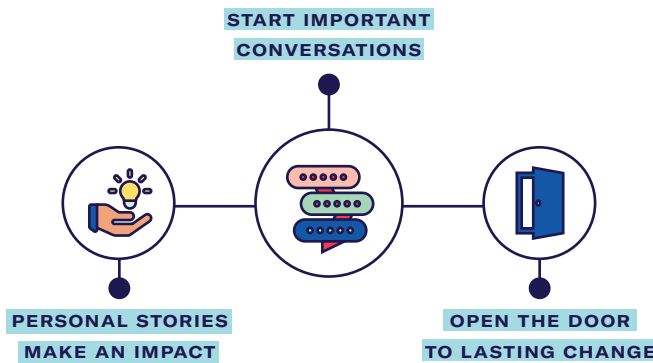 START IMPORTANT
CONVERSATIONS
PERSONAL STORIES
MAKE AN IMPACT
OPEN THE DOOR
TO LASTING CHANGE